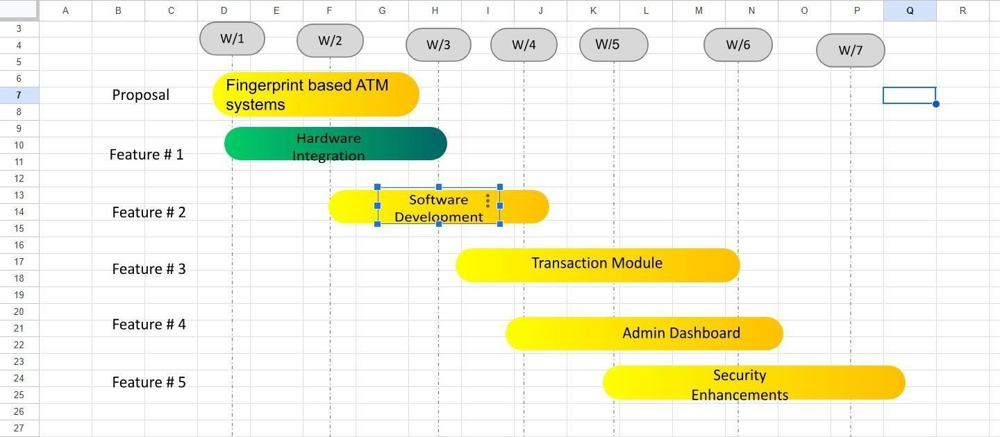 A B C D E F G H I J K L M N O P Q R
3
W/1 W/2 W/3 W/4 W/5 W/6 W/7
4
5
6
Fingerprint based ATM
7
Proposal
systems
8
9
Hardware
10
Feature # 1
Integration
11
12
13
Software
14
Feature # 2
Development
15
16
17
Transaction Module
Feature # 3
18
19
20
Feature # 4
21
Admin Dashboard
22
23
Security
24
Feature # 5
Enhancements
25
26
27